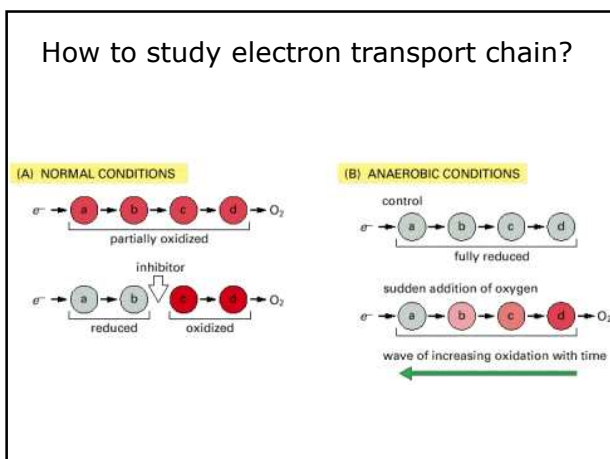 How to study electron transport chain?
(A) NORMAL CONDITIONS
e⁻ → a → b → c → d → O₂
partially oxidized
inhibitor
e⁻ → a → b c → d → O₂
reduced oxidized
(B) ANAEROBIC CONDITIONS
control
e⁻ → a → b → c → d
fully reduced
sudden addition of oxygen
e⁻ → a → b → c → d → O₂
wave of increasing oxidation with time